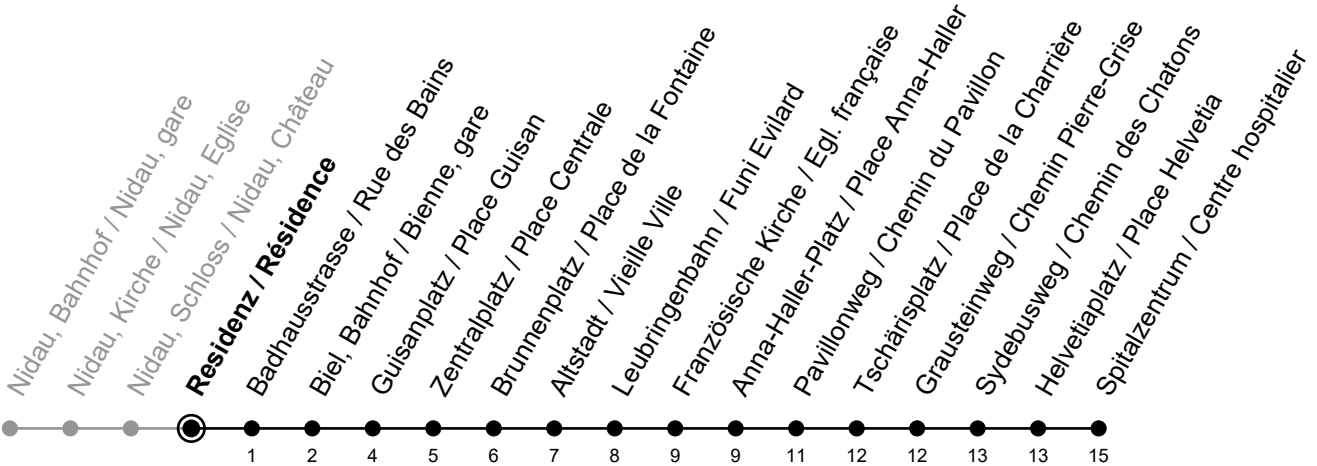 Nidau, Bahnhof / Nidau, gare
Nidau, Kirche / Nidau, Eglise
Nidau, Schloss / Nidau, Château
Residenz / Résidence
Badhausstrasse / Rue des Bains
Biel, Bahnhof / Bienne, gare
Guisanplatz / Place Guisan
Zentralplatz / Place Centrale
Brunnenplatz / Place de la Fontaine
Altstadt / Vieille Ville
Leubringenbahn / Funi Evilard
Französische Kirche / Egl. française
Anna-Haller-Platz / Place Anna-Haller
Pavillonweg / Chemin du Pavillon
Tschärisplatz / Place de la Charrière
Grausteinweg / Chemin Pierre-Grise
Sydebusweg / Chemin des Chatons
Helvetiaplatz / Place Helvetia
Spitalzentrum / Centre hospitalier
1 2 4 5 6 7 8 9 9 11 12 12 13 13 15